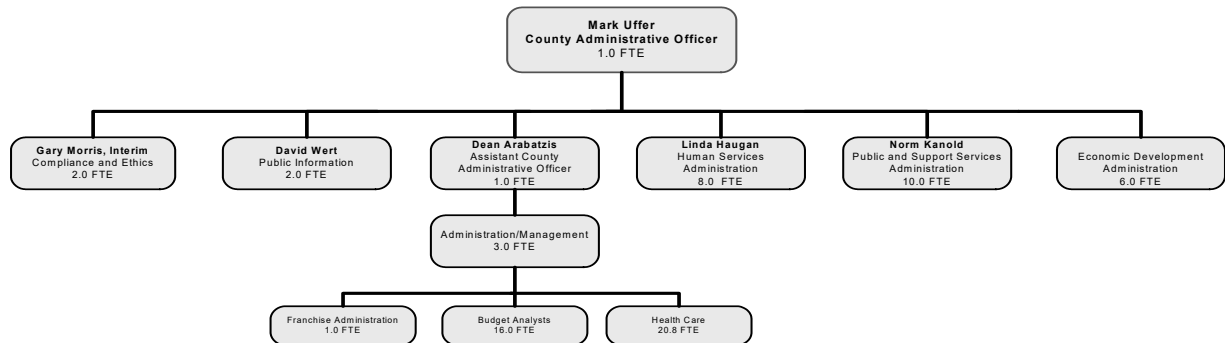 Mark Uffer
County Administrative Officer
1.0 FTE
Gary Morris, Interim
Compliance and Ethics
2.0 FTE
David Wert
Public Information
2.0 FTE
Dean Arabatzis
Assistant County
Administrative Officer
1.0 FTE
Linda Haugan
Human Services
Administration
8.0 FTE
Norm Kanold
Public and Support Services
Administration
10.0 FTE
Economic Development
Administration
6.0 FTE
Administration/Management
3.0 FTE
Franchise Administration
1.0 FTE
Budget Analysts
16.0 FTE
Health Care
20.8 FTE